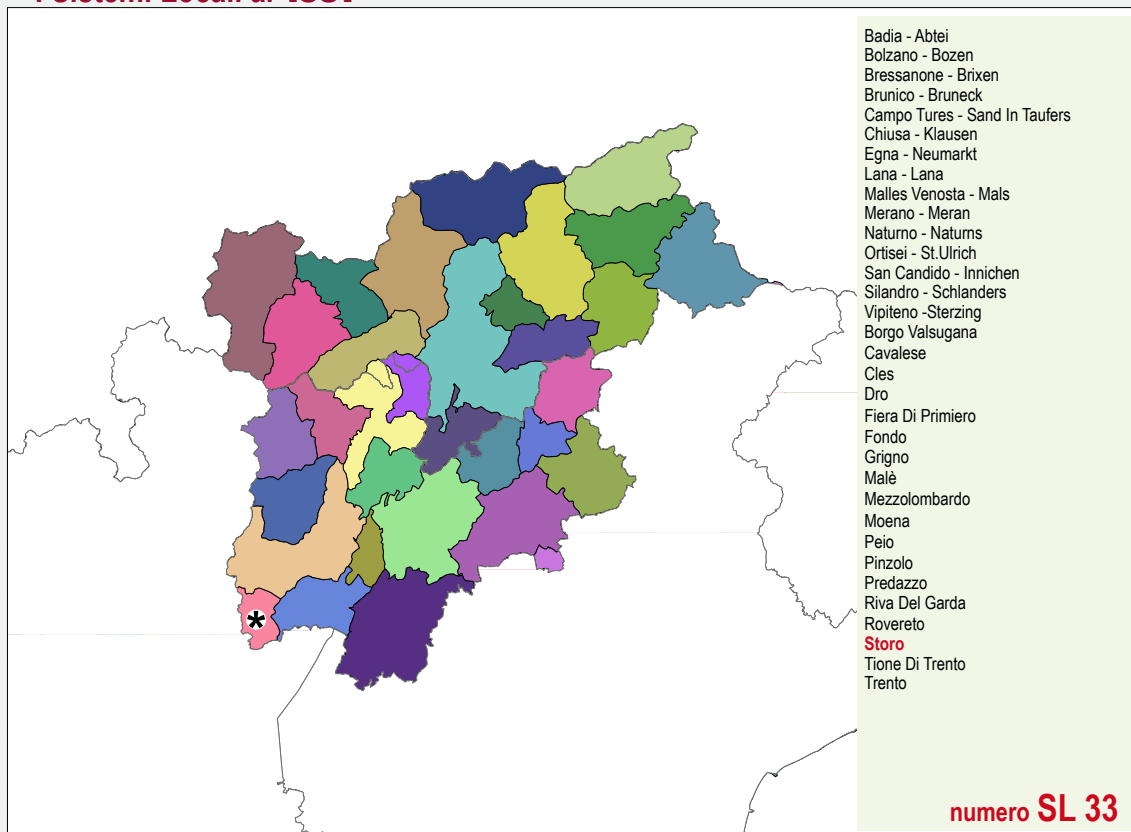 Badia - Abtei
Bolzano - Bozen
Bressanone - Brixen
Brunico - Bruneck
Campo Tures - Sand In Taufers
Chiusa - Klausen
Egna - Neumarkt
Lana - Lana
Malles Venosta - Mals
Merano - Meran
Naturno - Naturns
Ortisei - St.Ulrich
San Candido - Innichen
Silandro - Schlanders
Vipiteno -Sterzing
Borgo Valsugana
Cavalese
Cles
Dro
Fiera Di Primiero
Fondo
Grigno
Malè
Mezzolombardo
Moena
Peio
Pinzolo
Predazzo
Riva Del Garda
Rovereto
Storo
Tione Di Trento
Trento
*
numero SL 33